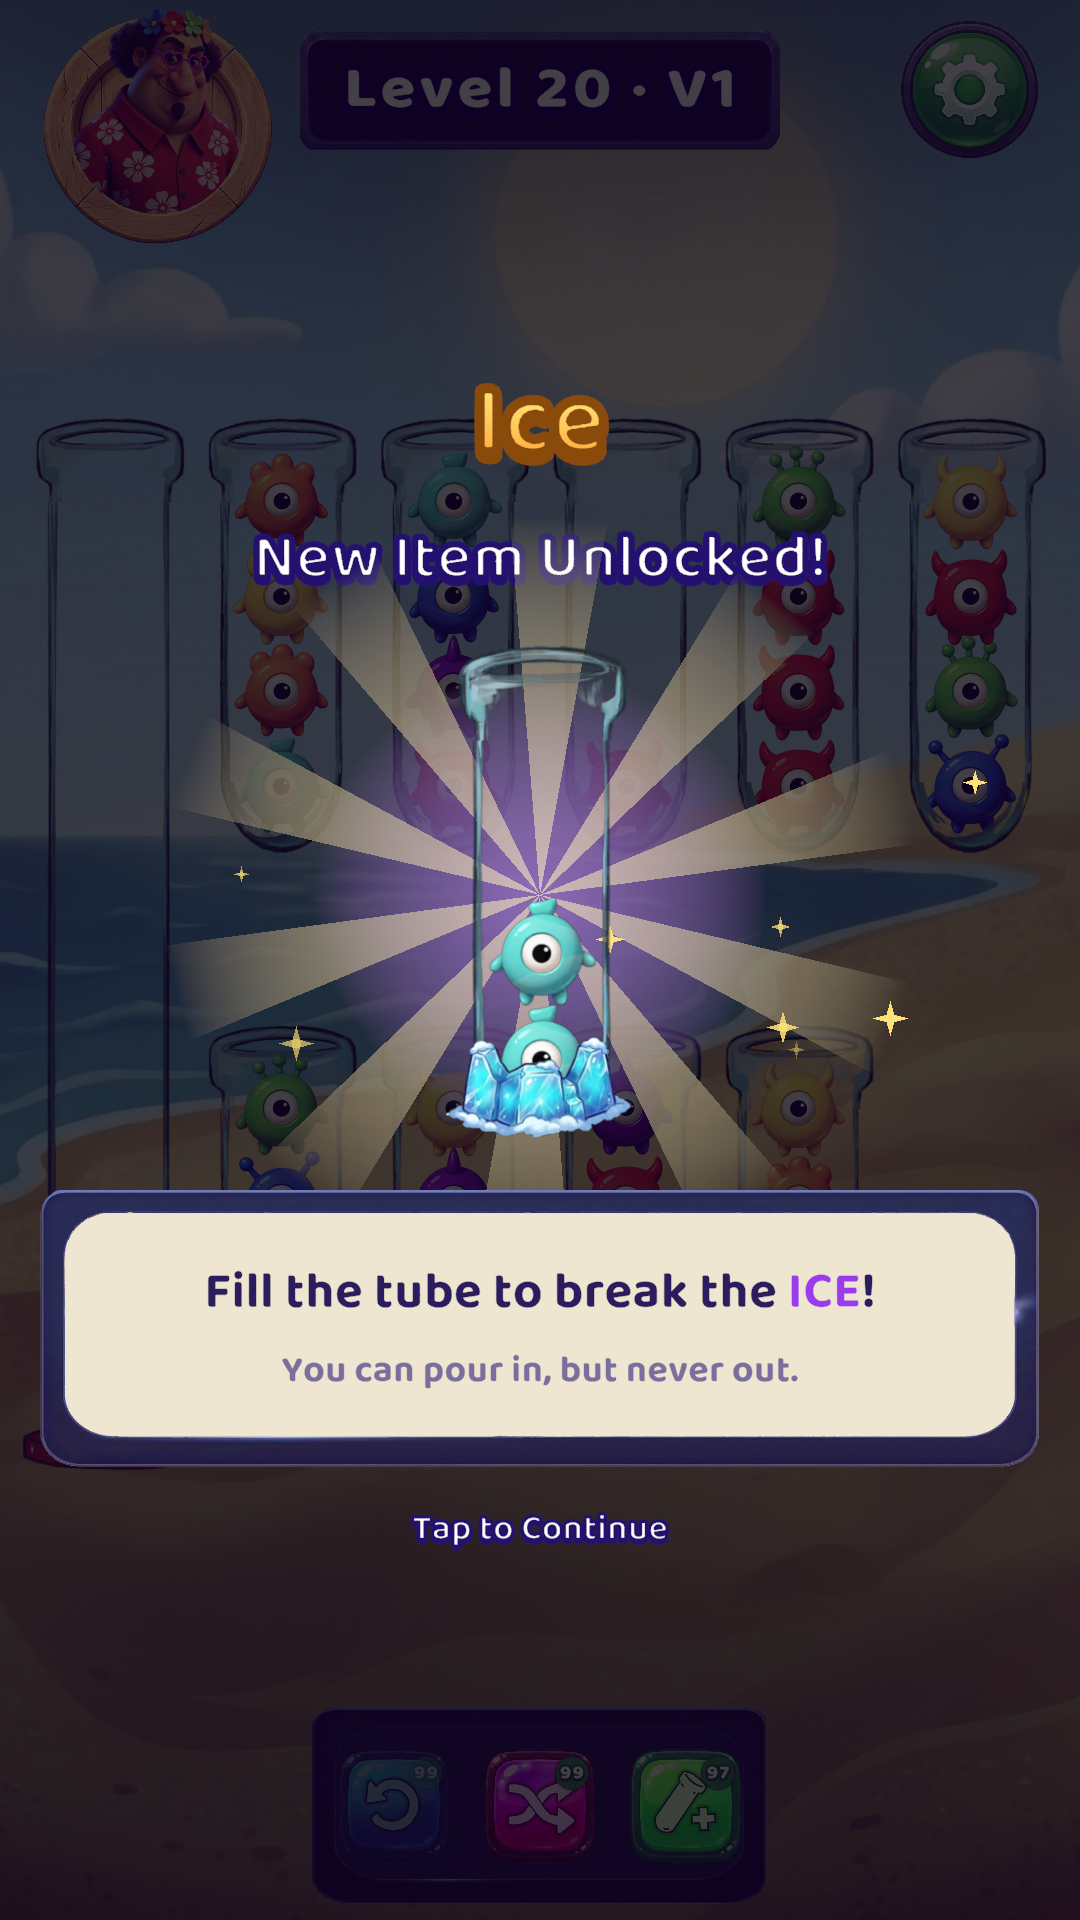 Level 20 · V1
Ice
New Item Unlocked!
Fill the tube to break the ICE!
You can pour in, but never out.
Tap to Continue
99
99
97